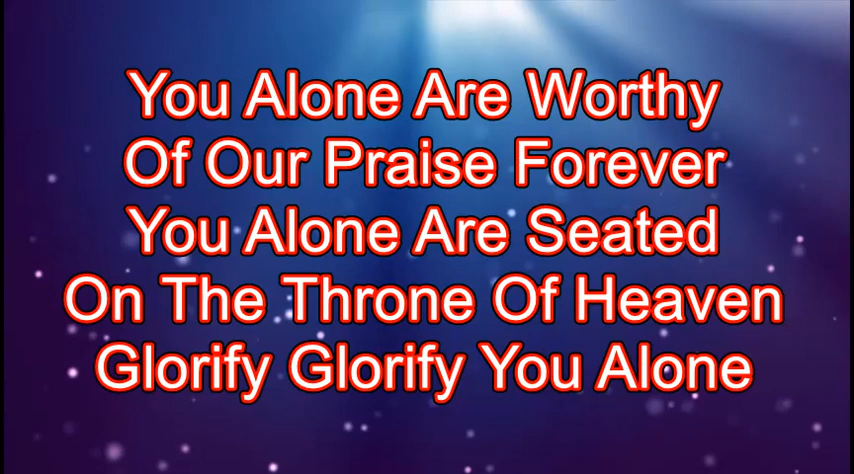 You Alone Are Worthy
Of Our Praise Forever
You Alone Are Seated
On The Throne Of Heaven
Glorify Glorify You Alone